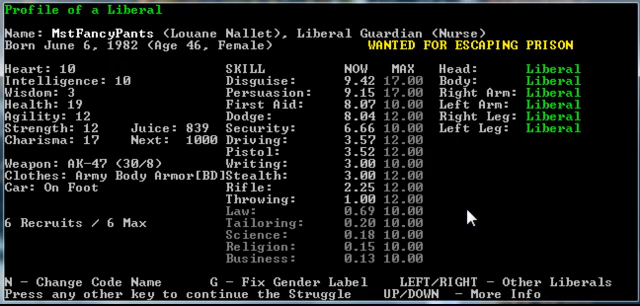 Profile of a Liberal
Name: MstFancyPants (Louane Nallet), Liberal Guardian (Nurse)
Born June 6, 1982 (Age 46, Female) WANTED FOR ESCAPING PRISON
Heart: 10 SKILL NOW MAX Head: Liberal
Intelligence: 10 Disguise: 9.42 17.00 Body: Liberal
Wisdom: 3 Persuasion: 9.15 17.00 Right Arm: Liberal
Health: 19 First Aid: 8.07 10.00 Left Arm: Liberal
Agility: 12 Dodge: 8.04 12.00 Right Leg: Liberal
Strength: 12 Juice: 839 Security: 6.66 10.00 Left Leg: Liberal
Charisma: 17 Next: 1000 Driving: 3.57 12.00
Pistol: 3.52 12.00
Weapon: AK-47 (30/8) Writing: 3.00 10.00
Clothes: Army Body Armor[BD] Stealth: 3.00 12.00
Car: On Foot Rifle: 2.25 12.00
Throwing: 1.00 12.00
Law: 0.69 10.00
6 Recruits / 6 Max Tailoring: 0.20 10.00
Science: 0.18 10.00
Religion: 0.15 10.00
Business: 0.13 10.00
N - Change Code Name G - Fix Gender Label LEFT/RIGHT - Other Liberals
Press any other key to continue the Struggle UP/DOWN - More Info